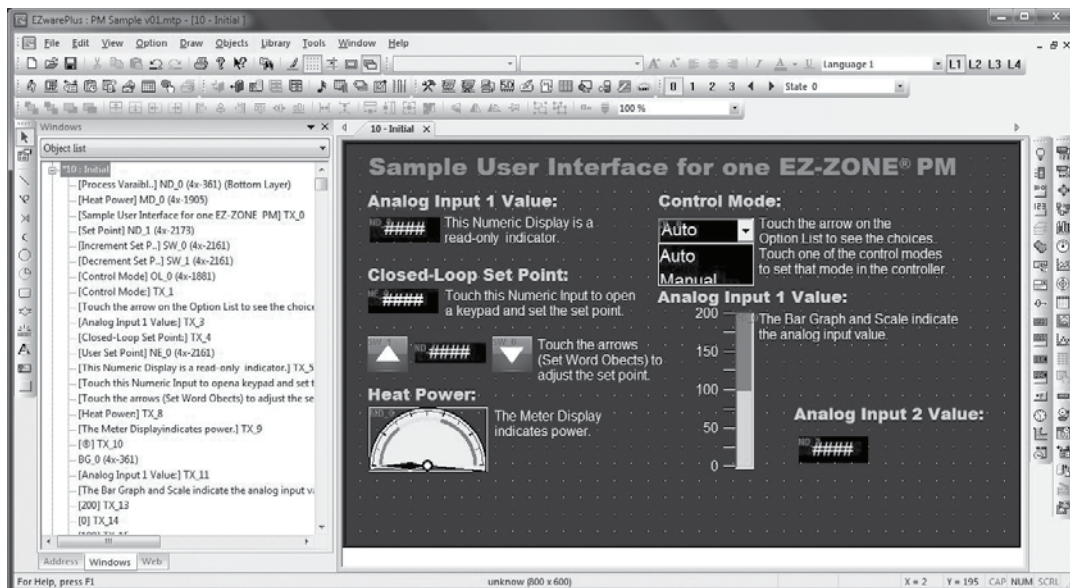 EZwarePlus : PM Sample v01.mtp - [10 - Initial ]
File Edit View Option Draw Objects Library Tools Window Help
Language 1 L1 L2 L3 L4
0 1 2 3 State 0
100 %
Windows
10 - Initial
Object list
*10 : Initial
[Process Varaibl..] ND_0 (4x-361) (Bottom Layer)
[Heat Power] MD_0 (4x-1905)
[Sample User Interface for one EZ-ZONE PM] TX_0
[Set Point] ND_1 (4x-2173)
[Increment Set P..] SW_0 (4x-2161)
[Decrement Set P..] SW_1 (4x-2161)
[Control Mode] OL_0 (4x-1881)
[Control Mode:] TX_1
[Touch the arrow on the Option List to see the choice
[Analog Input 1 Value:] TX_3
[Closed-Loop Set Point:] TX_4
[User Set Point] NE_0 (4x-2161)
[This Numeric Display is a read-only indicator.] TX_5
[Touch this Numeric Input to opena keypad and set t
[Touch the arrows (Set Word Obects) to adjust the se
[Heat Power:] TX_8
[The Meter Displayindicates power.] TX_9
[®] TX_10
BG_0 (4x-361)
[Analog Input 1 Value:] TX_11
[The Bar Graph and Scale indicate the analog input v
[200] TX_13
[0] TX_14
Address Windows Web
Sample User Interface for one EZ-ZONE® PM
Analog Input 1 Value:
ND_0
####
This Numeric Display is a
read-only indicator.
Closed-Loop Set Point:
NE_0
####
Touch this Numeric Input to open
a keypad and set the set point.
SW_1
ND_1
####
SW_0
Touch the arrows
(Set Word Obects) to
adjust the set point.
Heat Power:
MD_0
The Meter Display
indicates power.
Control Mode:
Auto
Auto
Manual
Touch the arrow on the
Option List to see the choices.
Touch one of the control modes
to set that mode in the controller.
Analog Input 1 Value:
200
150
100
50
0
The Bar Graph and Scale indicate
the analog input value.
Analog Input 2 Value:
####
For Help, press F1
unknow (800 x 600)
X = 2 Y = 195 CAP NUM SCRL